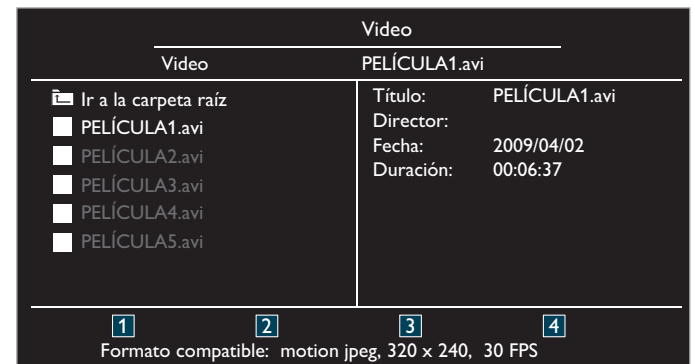 Video
Video PELÍCULA1.avi
Ir a la carpeta raíz
PELÍCULA1.avi
PELÍCULA2.avi
PELÍCULA3.avi
PELÍCULA4.avi
PELÍCULA5.avi
Título: PELÍCULA1.avi
Director:
Fecha: 2009/04/02
Duración: 00:06:37
1 2 3 4
Formato compatible: motion jpeg, 320 x 240, 30 FPS